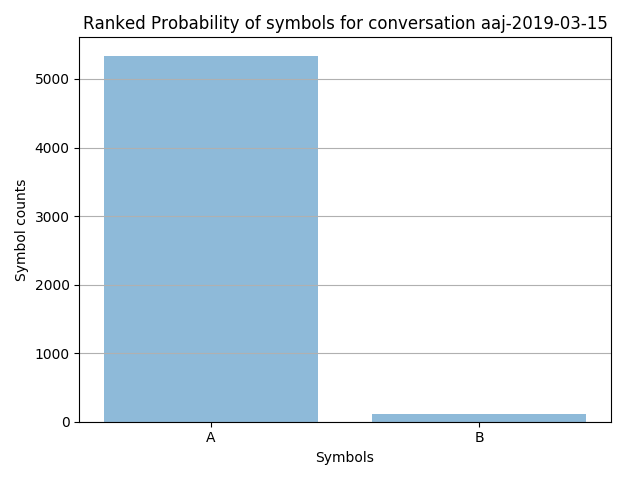 Ranked Probability of symbols for conversation aaj-2019-03-15
Symbol counts
5000
4000
3000
2000
1000
0
A B
Symbols